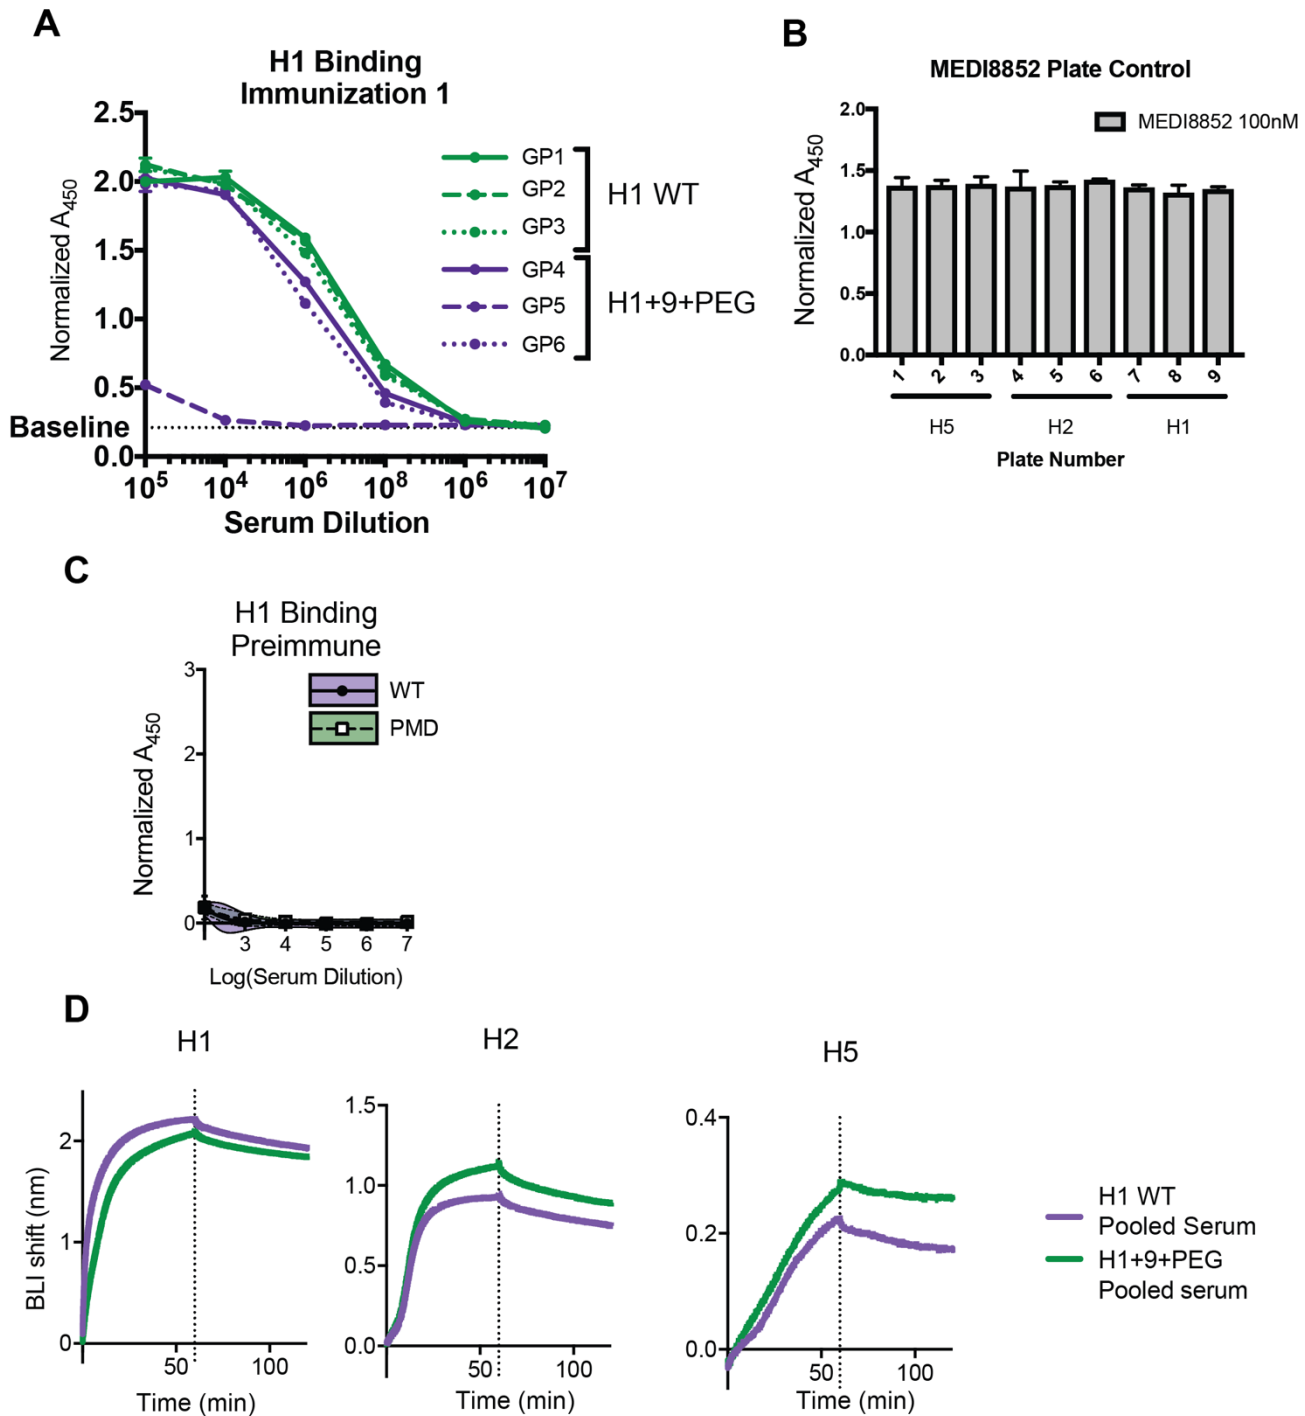 A
H1 Binding
Immunization 1
Normalized A450
2.5
2.0
1.5
1.0
0.5
Baseline
0.0
10^5 10^4 10^6 10^8 10^6 10^7
Serum Dilution
GP1
GP2
GP3
GP4
GP5
GP6
H1 WT
H1+9+PEG
B
MEDI8852 Plate Control
Normalized A450
2.0
1.5
1.0
0.5
0.0
MEDI8852 100nM
1 2 3 4 5 6 7 8 9
H5 H2 H1
Plate Number
C
H1 Binding
Preimmune
Normalized A450
3
2
1
0
WT
PMD
3 4 5 6 7
Log(Serum Dilution)
D
H1
BLI shift (nm)
2
1
0
50 100
Time (min)
H2
1.5
1.0
0.5
0.0
50 100
Time (min)
H5
0.4
0.2
0.0
50 100
Time (min)
H1 WT
Pooled Serum
H1+9+PEG
Pooled serum